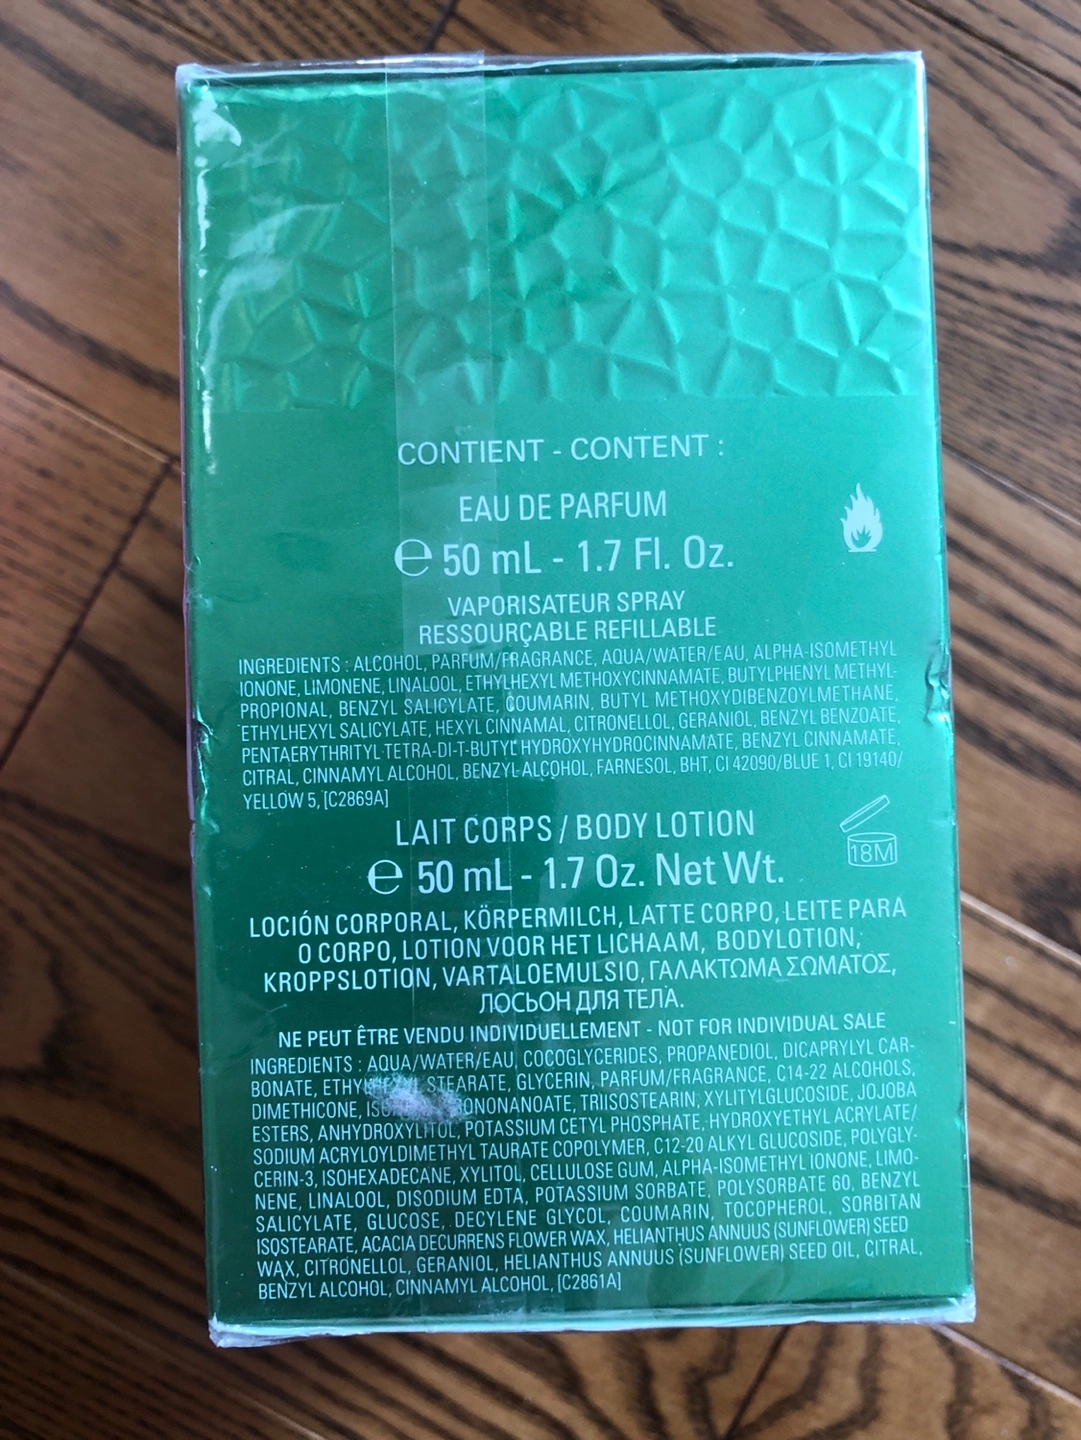 CONTIENT - CONTENT :
EAU DE PARFUM
℮ 50 mL - 1.7 Fl. Oz.
VAPORISATEUR SPRAY
RESSOURÇABLE REFILLABLE
INGREDIENTS : ALCOHOL, PARFUM/FRAGRANCE, AQUA/WATER/EAU, ALPHA-ISOMETHYL
IONONE, LIMONENE, LINALOOL, ETHYLHEXYL METHOXYCINNAMATE, BUTYLPHENYL METHYL-
PROPIONAL, BENZYL SALICYLATE, COUMARIN, BUTYL METHOXYDIBENZOYLMETHANE,
ETHYLHEXYL SALICYLATE, HEXYL CINNAMAL, CITRONELLOL, GERANIOL, BENZYL BENZOATE,
PENTAERYTHRITYL TETRA-DI-T-BUTYL HYDROXYHYDROCINNAMATE, BENZYL CINNAMATE,
CITRAL, CINNAMYL ALCOHOL, BENZYL ALCOHOL, FARNESOL, BHT, CI 42090/BLUE 1, CI 19140/
YELLOW 5, [C2869A]
LAIT CORPS / BODY LOTION
18M
℮ 50 mL - 1.7 Oz. Net Wt.
LOCIÓN CORPORAL, KÖRPERMILCH, LATTE CORPO, LEITE PARA
O CORPO, LOTION VOOR HET LICHAAM, BODYLOTION,
KROPPSLOTION, VARTALOEMULSIO, ΓΑΛΑΚΤΩΜΑ ΣΩΜΑΤΟΣ,
ЛОСЬОН ДЛЯ ТЕЛА.
NE PEUT ÊTRE VENDU INDIVIDUELLEMENT - NOT FOR INDIVIDUAL SALE
INGREDIENTS : AQUA/WATER/EAU, COCOGLYCERIDES, PROPANEDIOL, DICAPRYLYL CAR-
BONATE, STEARATE, GLYCERIN, PARFUM/FRAGRANCE, C14-22 ALCOHOLS,
DIMETHICONE, TRIISOSTEARIN, XYLITYLGLUCOSIDE, JOJOBA
ESTERS, ANHYDROXYLITOL, POTASSIUM CETYL PHOSPHATE, HYDROXYETHYL ACRYLATE/
SODIUM ACRYLOYLDIMETHYL TAURATE COPOLYMER, C12-20 ALKYL GLUCOSIDE, POLYGLY-
CERIN-3, ISOHEXADECANE, XYLITOL, CELLULOSE GUM, ALPHA-ISOMETHYL IONONE, LIMO-
NENE, LINALOOL, DISODIUM EDTA, POTASSIUM SORBATE, POLYSORBATE 60, BENZYL
SALICYLATE, GLUCOSE, DECYLENE GLYCOL, COUMARIN, TOCOPHEROL, SORBITAN
ISOSTEARATE, ACACIA DECURRENS FLOWER WAX, HELIANTHUS ANNUUS (SUNFLOWER) SEED
WAX, CITRONELLOL, GERANIOL, HELIANTHUS ANNUUS (SUNFLOWER) SEED OIL, CITRAL,
BENZYL ALCOHOL, CINNAMYL ALCOHOL, [C2861A]